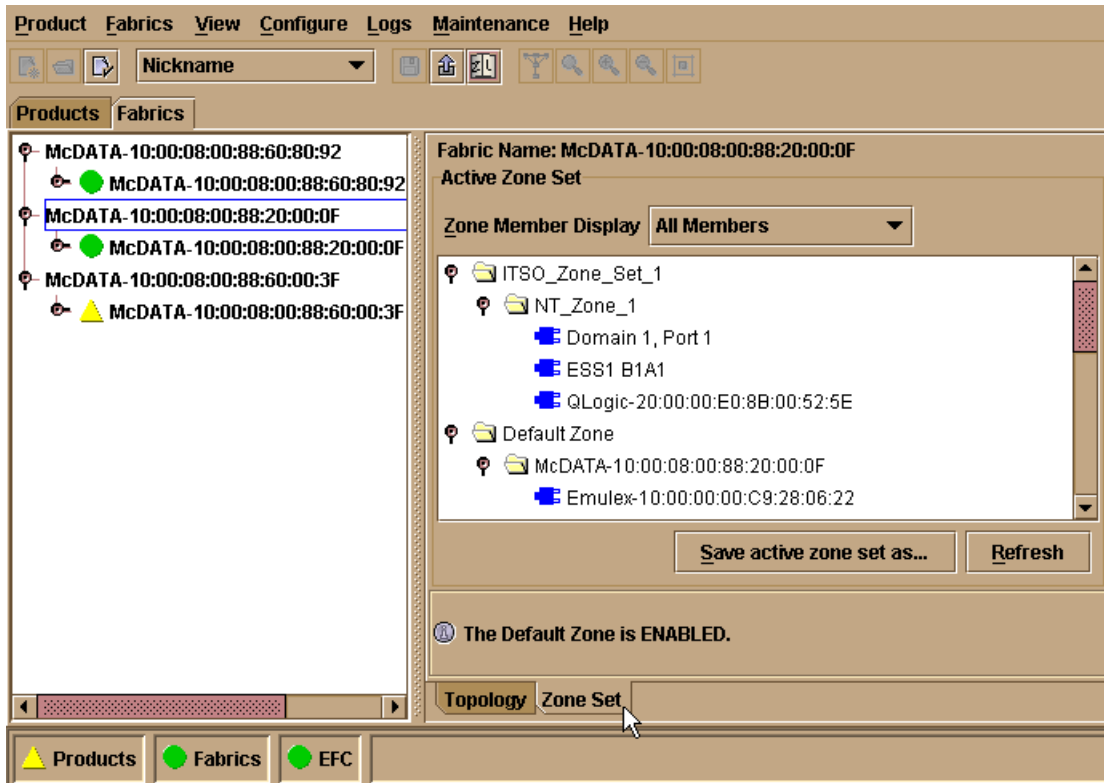 Product Fabrics View Configure Logs Maintenance Help
Nickname
Products Fabrics
McDATA-10:00:08:00:88:60:80:92
McDATA-10:00:08:00:88:60:80:92
McDATA-10:00:08:00:88:20:00:0F
McDATA-10:00:08:00:88:20:00:0F
McDATA-10:00:08:00:88:60:00:3F
McDATA-10:00:08:00:88:60:00:3F
Fabric Name: McDATA-10:00:08:00:88:20:00:0F
Active Zone Set
Zone Member Display All Members
ITSO_Zone_Set_1
NT_Zone_1
Domain 1, Port 1
ESS1 B1A1
QLogic-20:00:00:E0:8B:00:52:5E
Default Zone
McDATA-10:00:08:00:88:20:00:0F
Emulex-10:00:00:00:C9:28:06:22
Save active zone set as... Refresh
The Default Zone is ENABLED.
Topology Zone Set
Products Fabrics EFC